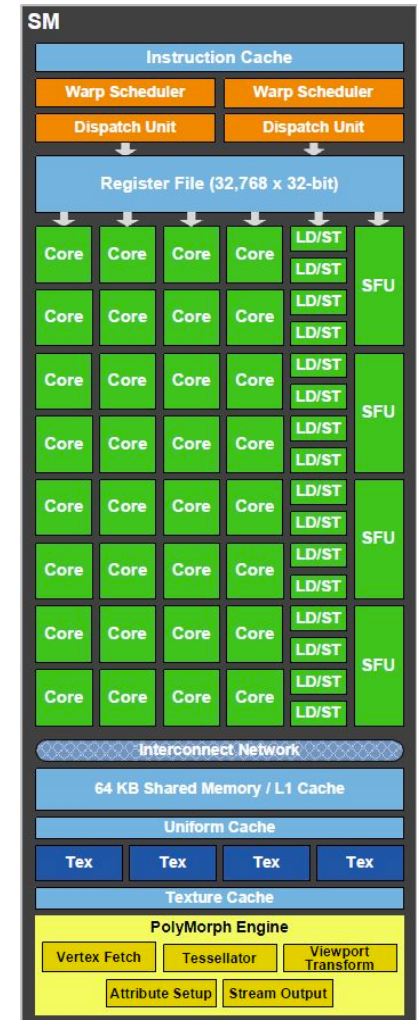 SM
Instruction Cache
Warp Scheduler Warp Scheduler
Dispatch Unit Dispatch Unit
Register File (32,768 x 32-bit)
LD/ST
Core Core Core Core
LD/ST
SFU
LD/ST
Core Core Core Core
LD/ST
LD/ST
Core Core Core Core
LD/ST
SFU
LD/ST
Core Core Core Core
LD/ST
LD/ST
Core Core Core Core
LD/ST
SFU
LD/ST
Core Core Core Core
LD/ST
LD/ST
Core Core Core Core
LD/ST
SFU
LD/ST
Core Core Core Core
LD/ST
Interconnect Network
64 KB Shared Memory / L1 Cache
Uniform Cache
Tex Tex Tex Tex
Texture Cache
PolyMorph Engine
Vertex Fetch Tessellator Viewport
Transform
Attribute Setup Stream Output